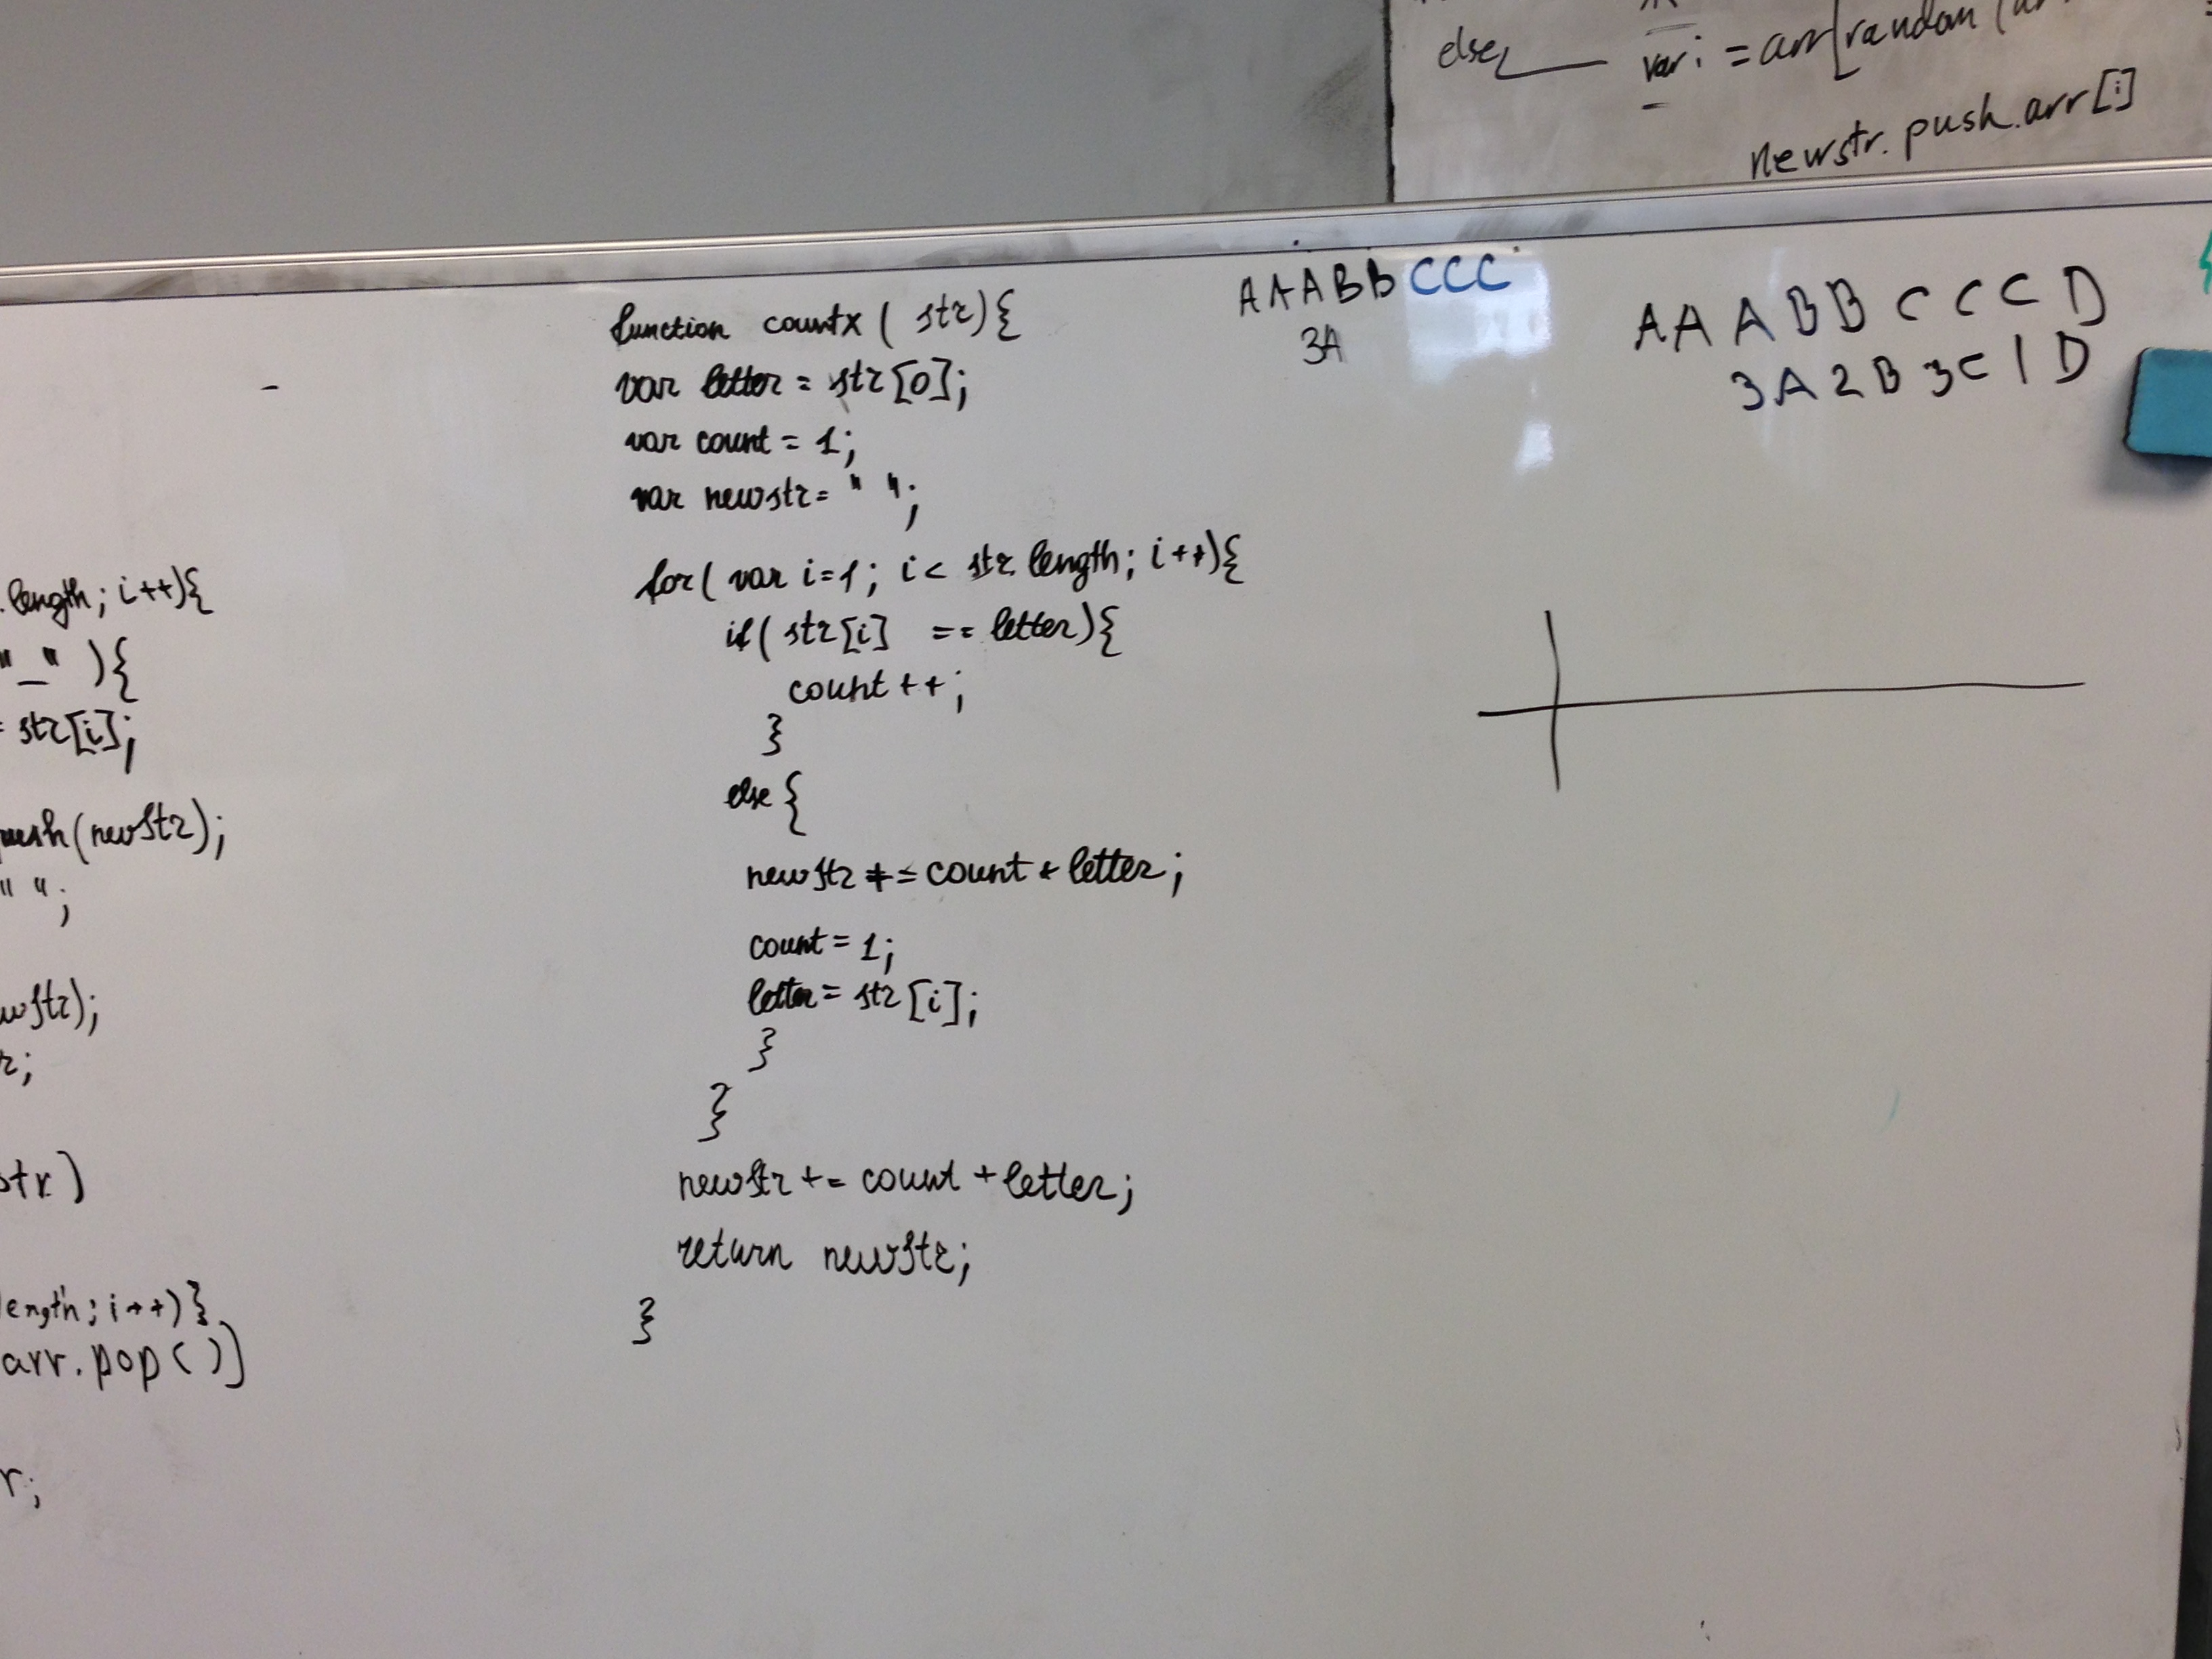 else
var i = arr[random (
newstr. push.arr[i]
.length; i++){
"_" ){
= str[i];
push(newstr);
" ";
wstr);
r;
str)
length; i++)}
arr.pop()]
r;
function countx ( str){
var letter = str[0];
var count = 1;
var newstr= " ";
for( var i=1; i< str.length; i++){
if( str[i] == letter){
count++;
}
else {
newstr += count + letter;
count = 1;
letter = str [i];
}
}
newstr += count + letter;
return newstr;
}
AAABBCCC
3A
AAABBCCCD
3A2B3C1D